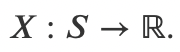 X : S → ℝ.